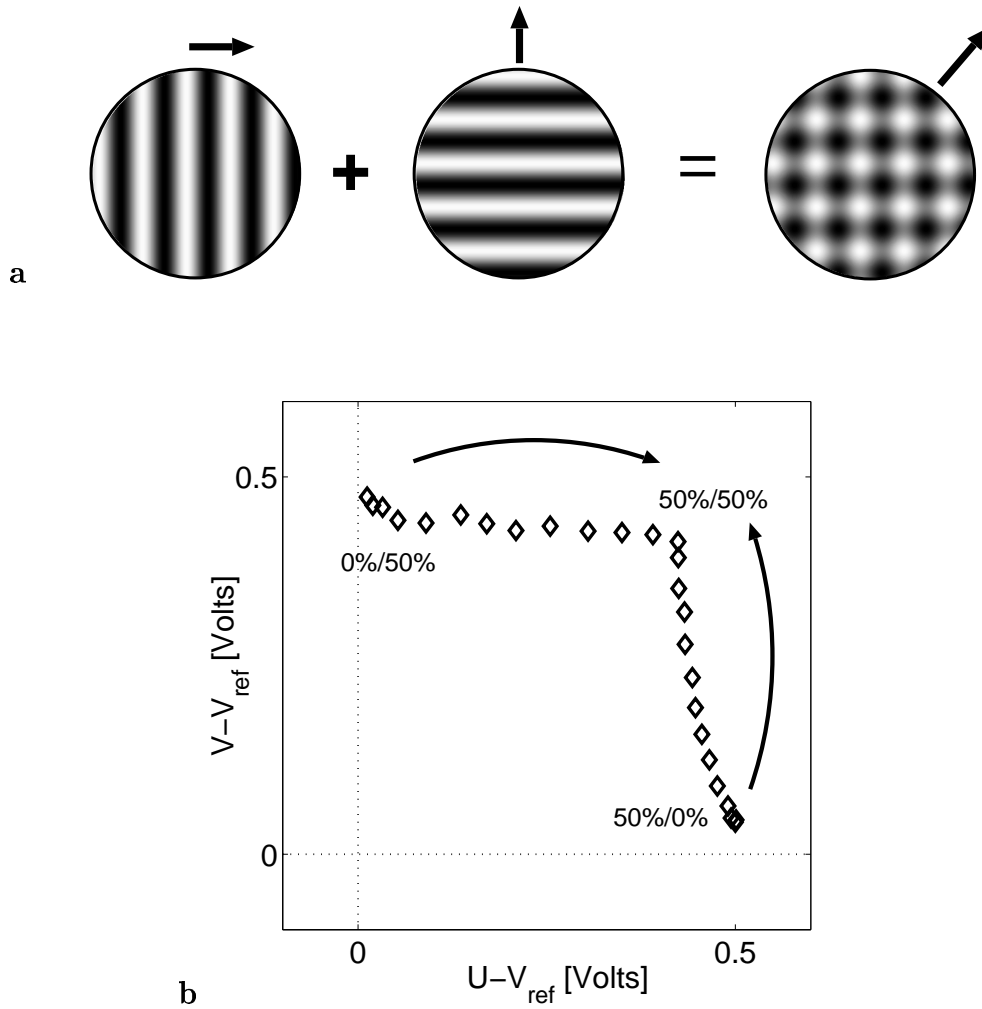 + =
a
0.5
50%/50%
0%/50%
V−V_ref [Volts]
50%/0%
0
0 0.5
U−V_ref [Volts]
b